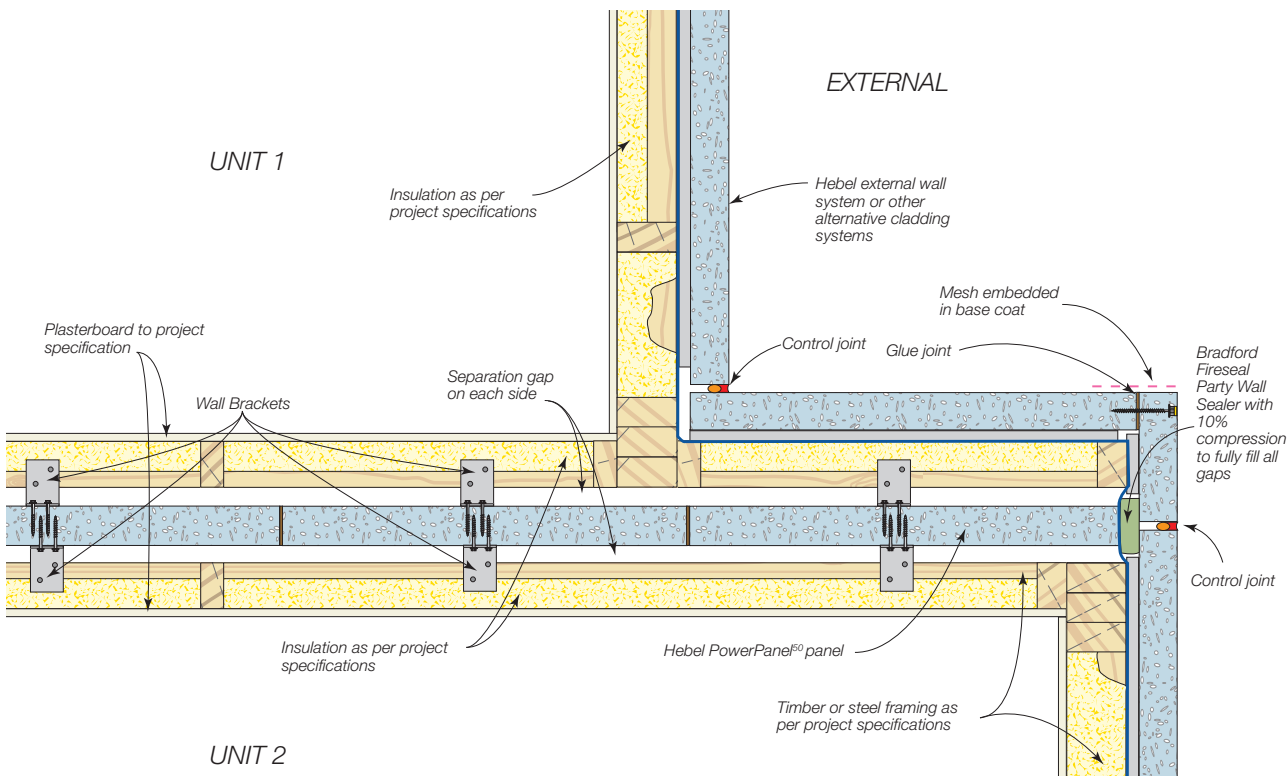 EXTERNAL
UNIT 1
Insulation as per
project specifications
Hebel external wall
system or other
alternative cladding
systems
Mesh embedded
in base coat
Plasterboard to project
specification
Control joint
Glue joint
Bradford
Fireseal
Party Wall
Sealer with
10%
compression
to fully fill all
gaps
Separation gap
on each side
Wall Brackets
Control joint
Insulation as per project
specifications
Hebel PowerPanel⁵⁰ panel
Timber or steel framing as
per project specifications
UNIT 2